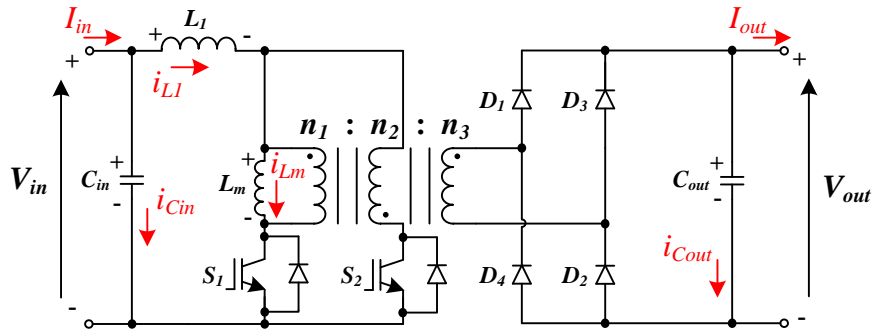 I_in
L_1
I_out
+
-
+
+
i_L1
D_1
D_3
n_1 : n_2 : n_3
V_in
+
C_in
-
i_Cin
L_m
+
-
i_Lm
+
C_out
-
V_out
S_1
S_2
D_4
D_2
i_Cout
-
-